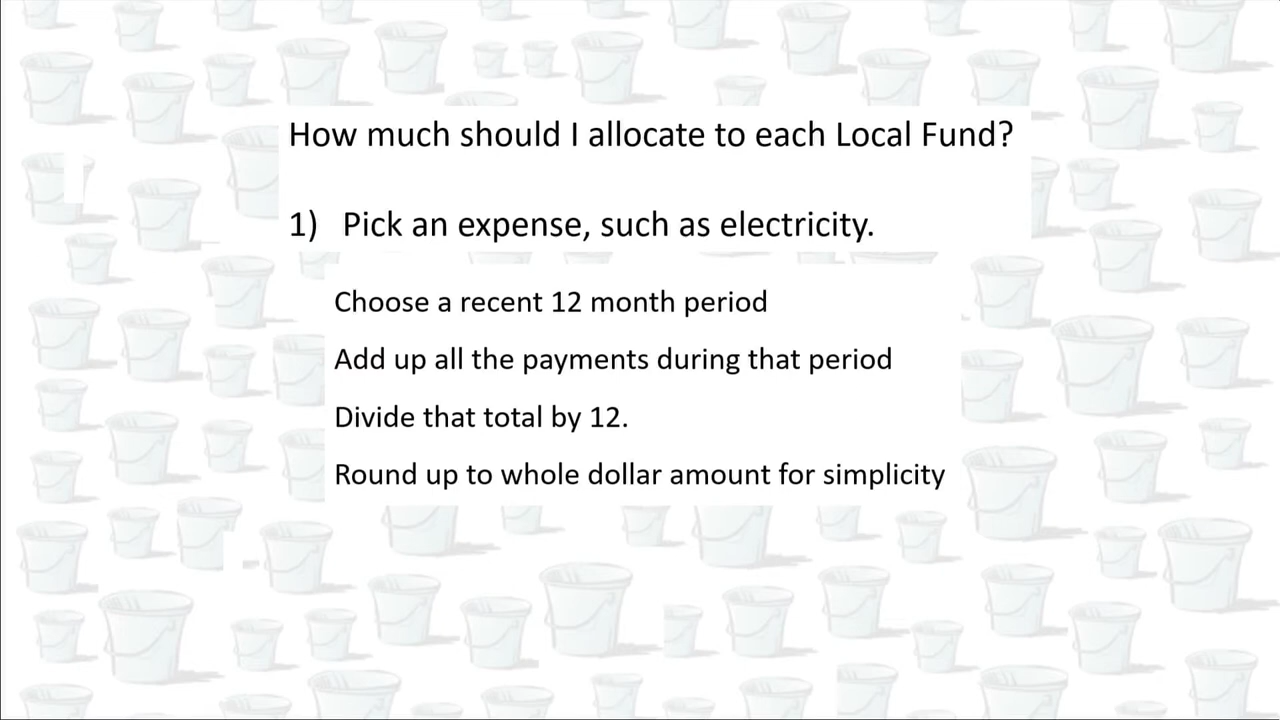 How much should I allocate to each Local Fund?
1) Pick an expense, such as electricity.
Choose a recent 12 month period
Add up all the payments during that period
Divide that total by 12.
Round up to whole dollar amount for simplicity